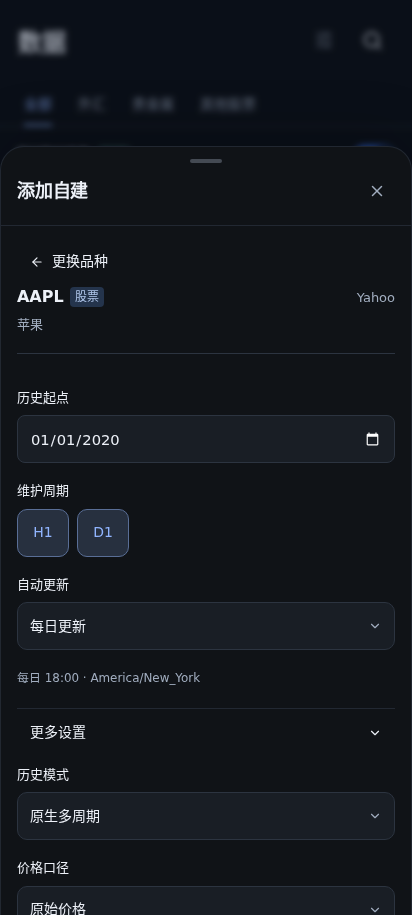 数据
添加自建
更换品种
AAPL 股票 Yahoo
苹果
历史起点
01/01/2020
维护周期
H1 D1
自动更新
每日更新
每日 18:00 · America/New_York
更多设置
历史模式
原生多周期
价格口径
原始价格